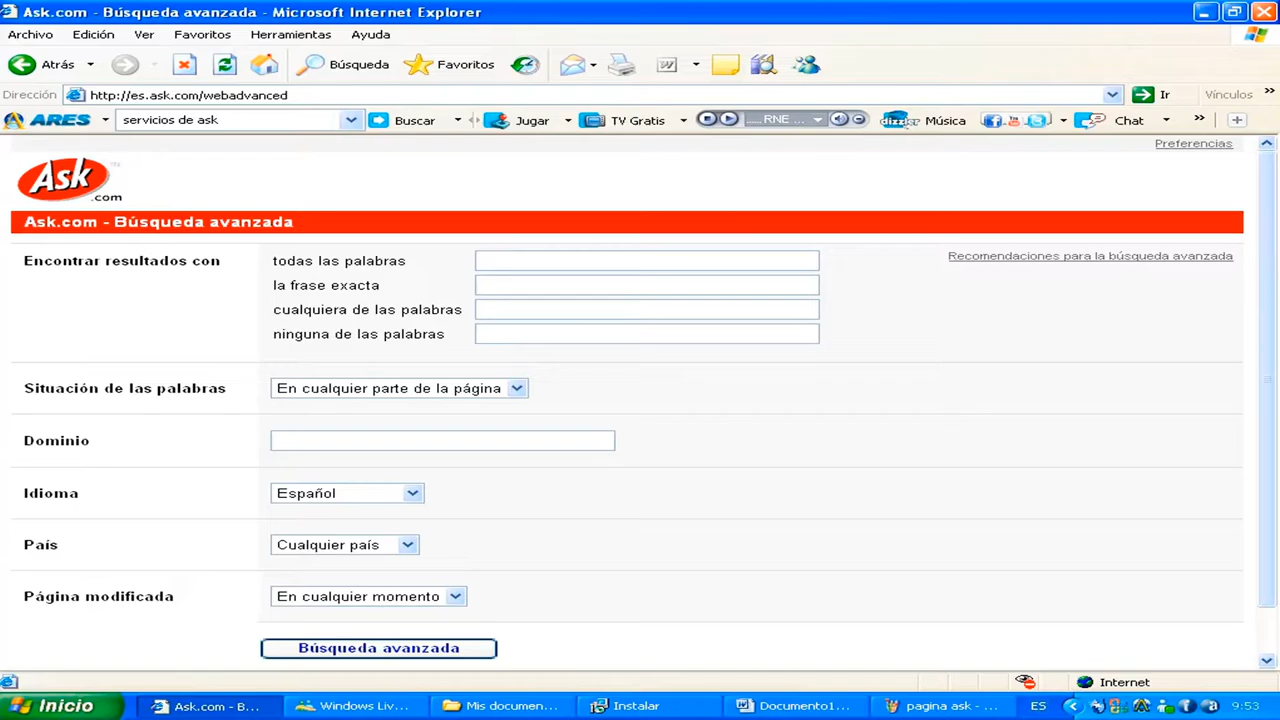 Ask.com - Búsqueda avanzada - Microsoft Internet Explorer
Archivo Edición Ver Favoritos Herramientas Ayuda
Atrás Búsqueda Favoritos
Dirección http://es.ask.com/webadvanced Ir Vínculos »
ARES servicios de ask Buscar Jugar TV Gratis RNE ... Música Chat »
Preferencias
Ask
.com
Ask.com - Búsqueda avanzada
Encontrar resultados con todas las palabras Recomendaciones para la búsqueda avanzada
la frase exacta
cualquiera de las palabras
ninguna de las palabras
Situación de las palabras En cualquier parte de la página
Dominio
Idioma Español
País Cualquier país
Página modificada En cualquier momento
Búsqueda avanzada
Internet
Inicio Ask.com - B... Windows Liv... Mis documen... Instalar Documento1... pagina ask - ... ES 9:53